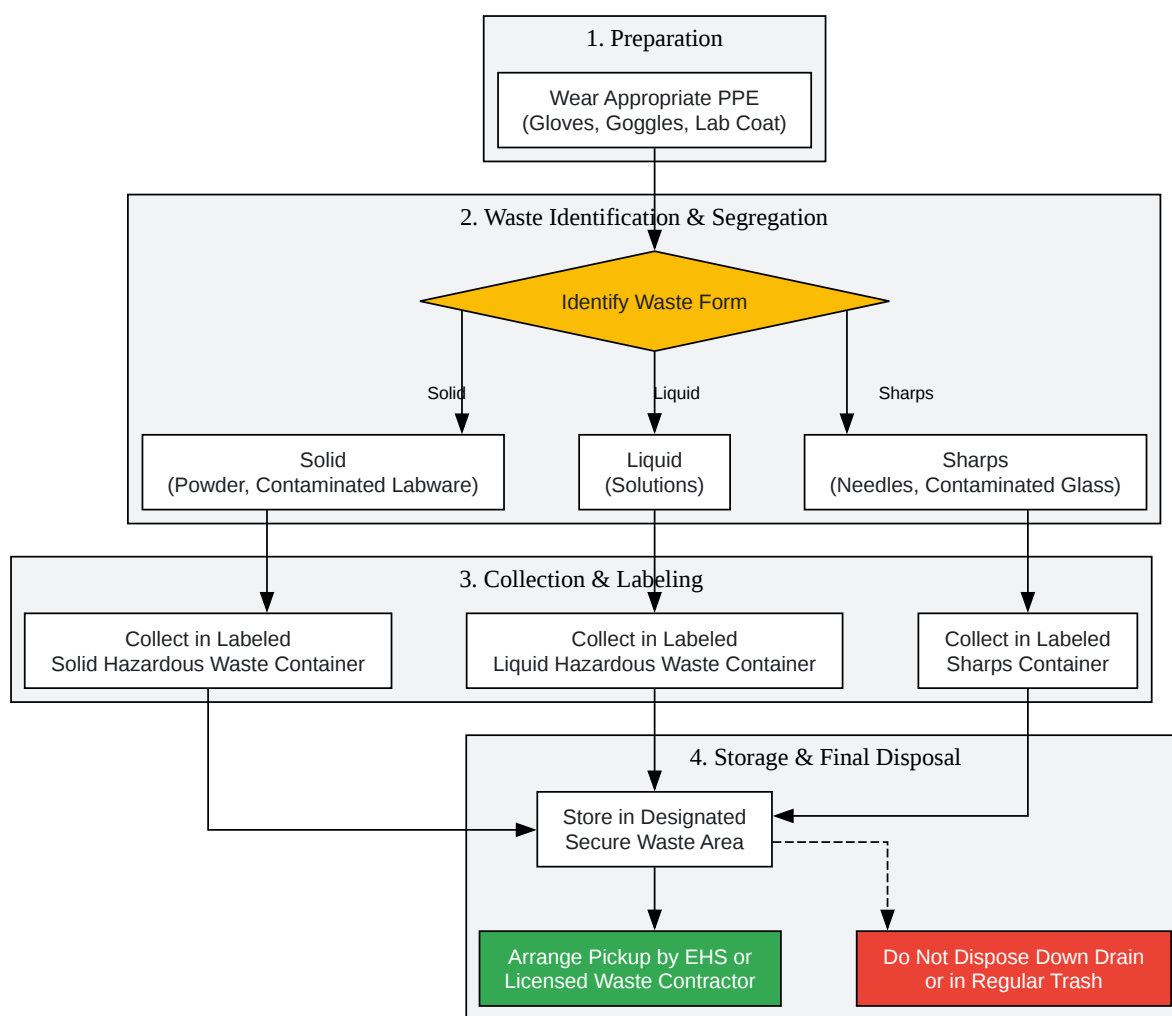 1. Preparation
Wear Appropriate PPE
(Gloves, Goggles, Lab Coat)
2. Waste Identification & Segregation
Identify Waste Form
Solid
Liquid
Sharps
Solid
(Powder, Contaminated Labware)
Liquid
(Solutions)
Sharps
(Needles, Contaminated Glass)
3. Collection & Labeling
Collect in Labeled
Solid Hazardous Waste Container
Collect in Labeled
Liquid Hazardous Waste Container
Collect in Labeled
Sharps Container
4. Storage & Final Disposal
Store in Designated
Secure Waste Area
Arrange Pickup by EHS or
Licensed Waste Contractor
Do Not Dispose Down Drain
or in Regular Trash